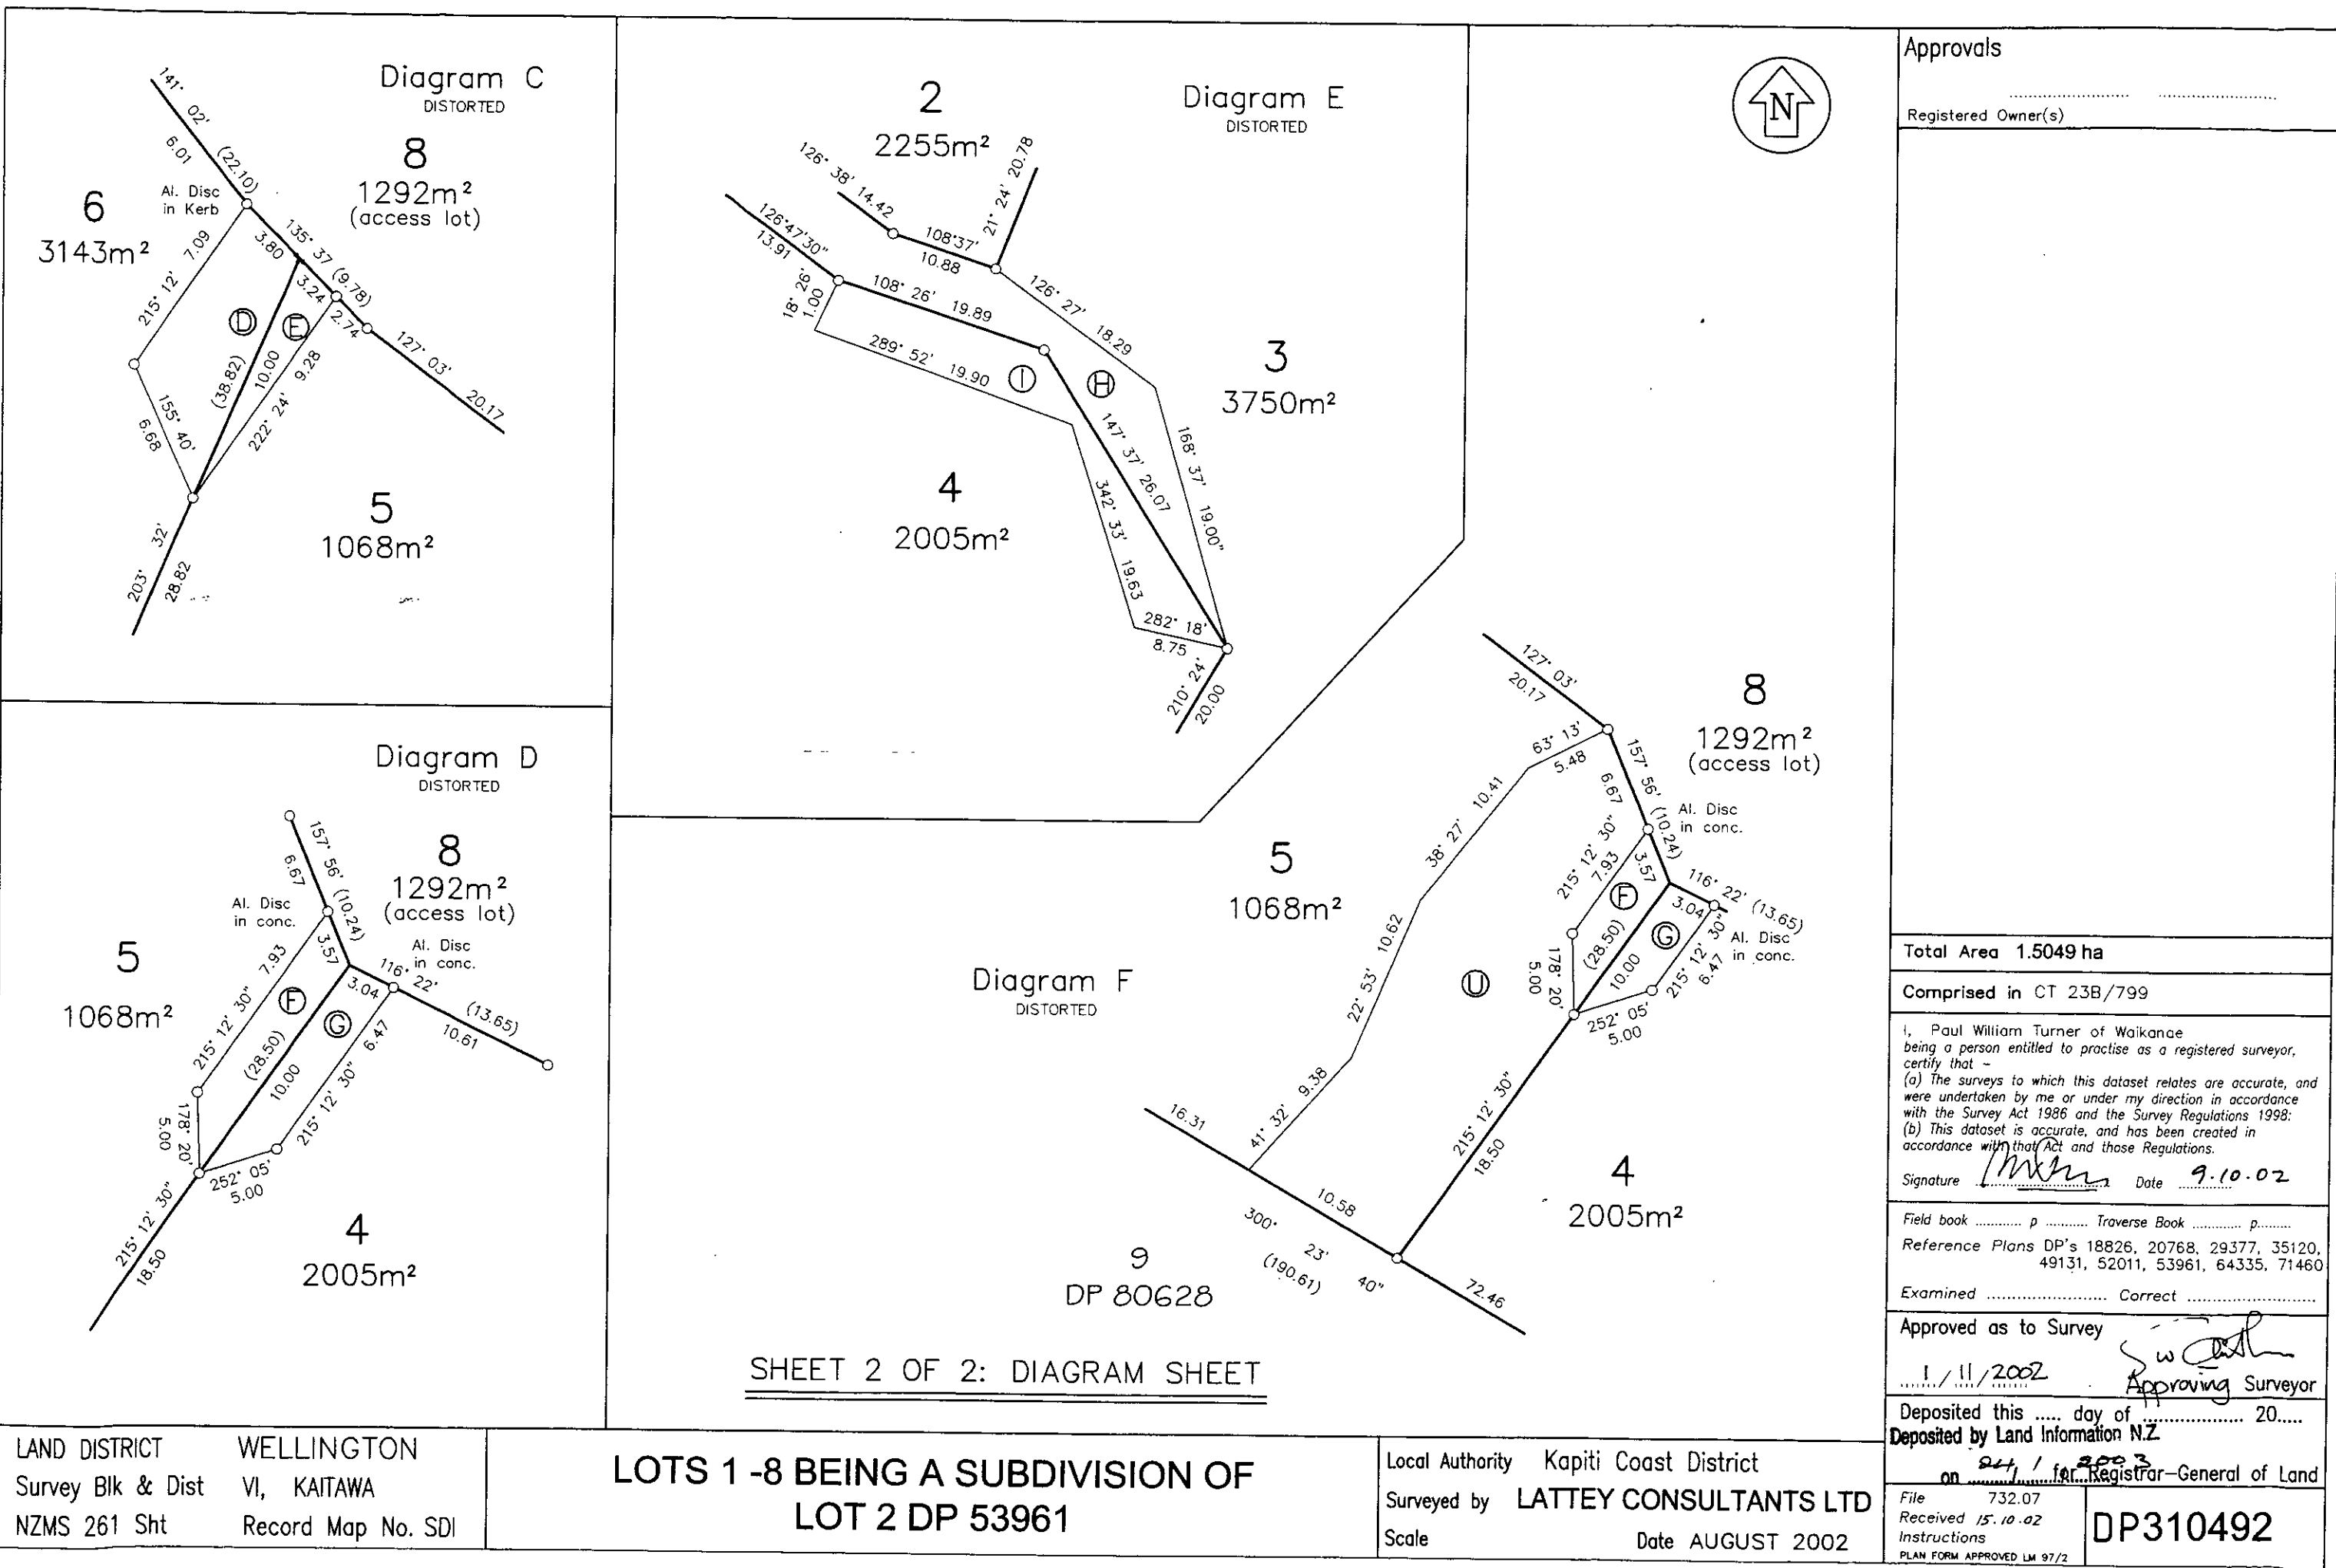 Diagram C
DISTORTED
141° 02'
6.01
(22.10)
8
1292m²
(access lot)
Al. Disc
in Kerb
6
3143m²
135° 37
(9.78)
3.80
3.24
2.74
215° 12' 7.09
D
E
127° 03'
20.17
(38.82)
10.00
9.28
222° 24'
155° 40'
6.68
5
1068m²
203° 32'
28.82
2
2255m²
Diagram E
DISTORTED
126° 38' 14.42
21° 24' 20.78
126°47'30"
13.91
108°37'
10.88
18° 26'
1.00
108° 26' 19.89
126° 27' 18.29
289° 52' 19.90
I
H
3
3750m²
147° 37' 26.07
168° 37' 19.00"
4
2005m²
342° 33' 19.63
282° 18'
8.75
210° 24'
20.00
N
Diagram D
DISTORTED
157° 56' (10.24)
6.67
8
1292m²
(access lot)
Al. Disc
in conc.
Al. Disc
in conc.
3.57
116° 22'
3.04
(13.65)
10.61
5
1068m²
215° 12' 30" 7.93
F
G
(28.50)
10.00
6.47
215° 12' 30"
178° 20'
5.00
252° 05'
5.00
215° 12' 30"
18.50
4
2005m²
127° 03'
20.17
8
1292m²
(access lot)
63° 13'
5.48
157° 56' (10.24)
6.67
Al. Disc
in conc.
38° 27' 10.41
5
1068m²
215° 12' 30"
7.93
3.57
116° 22' (13.65)
3.04
F
G
Al. Disc
in conc.
(28.50)
10.00
215° 12' 30"
6.47
22° 53' 10.62
178° 20'
5.00
252° 05'
5.00
Diagram F
DISTORTED
U
16.31
41° 32' 9.38
215° 12' 30"
18.50
4
2005m²
10.58
300° 23' 40"
(190.61)
72.46
9
DP 80628
SHEET 2 OF 2: DIAGRAM SHEET
Approvals
Registered Owner(s)
Total Area 1.5049 ha
Comprised in CT 23B/799
I, Paul William Turner of Waikanae
being a person entitled to practise as a registered surveyor,
certify that –
(a) The surveys to which this dataset relates are accurate, and
were undertaken by me or under my direction in accordance
with the Survey Act 1986 and the Survey Regulations 1998:
(b) This dataset is accurate, and has been created in
accordance with that Act and those Regulations.
Signature Date 9.10.02
Field book ............ p ........... Traverse Book ............ p.........
Reference Plans DP's 18826, 20768, 29377, 35120,
49131, 52011, 53961, 64335, 71460
Examined ...................... Correct ........................
Approved as to Survey
1/11/2002
Approving Surveyor
Deposited this ..... day of .................. 20.....
Deposited by Land Information N.Z.
on 24/1/2003 for Registrar-General of Land
File 732.07
Received 15.10.02
Instructions
PLAN FORM APPROVED LM 97/2
DP310492
LAND DISTRICT WELLINGTON
Survey Blk & Dist VI, KAITAWA
NZMS 261 Sht Record Map No. SDI
LOTS 1 -8 BEING A SUBDIVISION OF
LOT 2 DP 53961
Local Authority Kapiti Coast District
Surveyed by LATTEY CONSULTANTS LTD
Scale Date AUGUST 2002